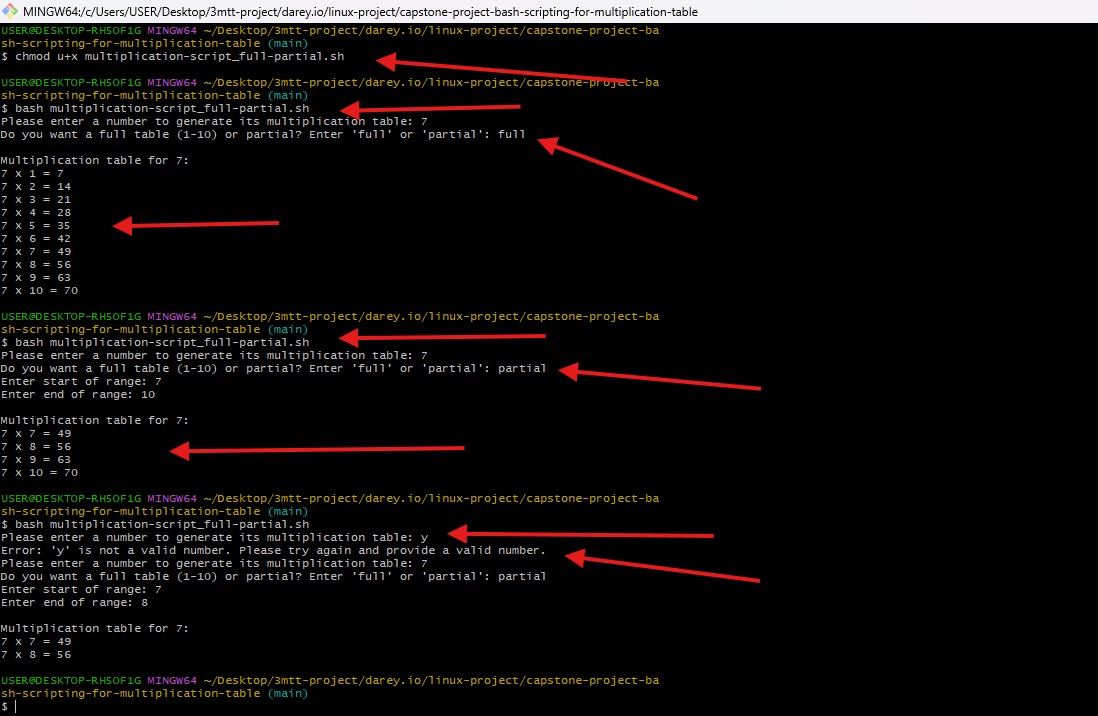 MINGW64:/c/Users/USER/Desktop/3mtt-project/darey.io/linux-project/capstone-project-bash-scripting-for-multiplication-table
USER@DESKTOP-RH5OF1G MINGW64 ~/Desktop/3mtt-project/darey.io/linux-project/capstone-project-ba
sh-scripting-for-multiplication-table (main)
$ chmod u+x multiplication-script_full-partial.sh
USER@DESKTOP-RH5OF1G MINGW64 ~/Desktop/3mtt-project/darey.io/linux-project/capstone-project-ba
sh-scripting-for-multiplication-table (main)
$ bash multiplication-script_full-partial.sh
Please enter a number to generate its multiplication table: 7
Do you want a full table (1-10) or partial? Enter 'full' or 'partial': full
Multiplication table for 7:
7 x 1 = 7
7 x 2 = 14
7 x 3 = 21
7 x 4 = 28
7 x 5 = 35
7 x 6 = 42
7 x 7 = 49
7 x 8 = 56
7 x 9 = 63
7 x 10 = 70
USER@DESKTOP-RH5OF1G MINGW64 ~/Desktop/3mtt-project/darey.io/linux-project/capstone-project-ba
sh-scripting-for-multiplication-table (main)
$ bash multiplication-script_full-partial.sh
Please enter a number to generate its multiplication table: 7
Do you want a full table (1-10) or partial? Enter 'full' or 'partial': partial
Enter start of range: 7
Enter end of range: 10
Multiplication table for 7:
7 x 7 = 49
7 x 8 = 56
7 x 9 = 63
7 x 10 = 70
USER@DESKTOP-RH5OF1G MINGW64 ~/Desktop/3mtt-project/darey.io/linux-project/capstone-project-ba
sh-scripting-for-multiplication-table (main)
$ bash multiplication-script_full-partial.sh
Please enter a number to generate its multiplication table: y
Error: 'y' is not a valid number. Please try again and provide a valid number.
Please enter a number to generate its multiplication table: 7
Do you want a full table (1-10) or partial? Enter 'full' or 'partial': partial
Enter start of range: 7
Enter end of range: 8
Multiplication table for 7:
7 x 7 = 49
7 x 8 = 56
USER@DESKTOP-RH5OF1G MINGW64 ~/Desktop/3mtt-project/darey.io/linux-project/capstone-project-ba
sh-scripting-for-multiplication-table (main)
$